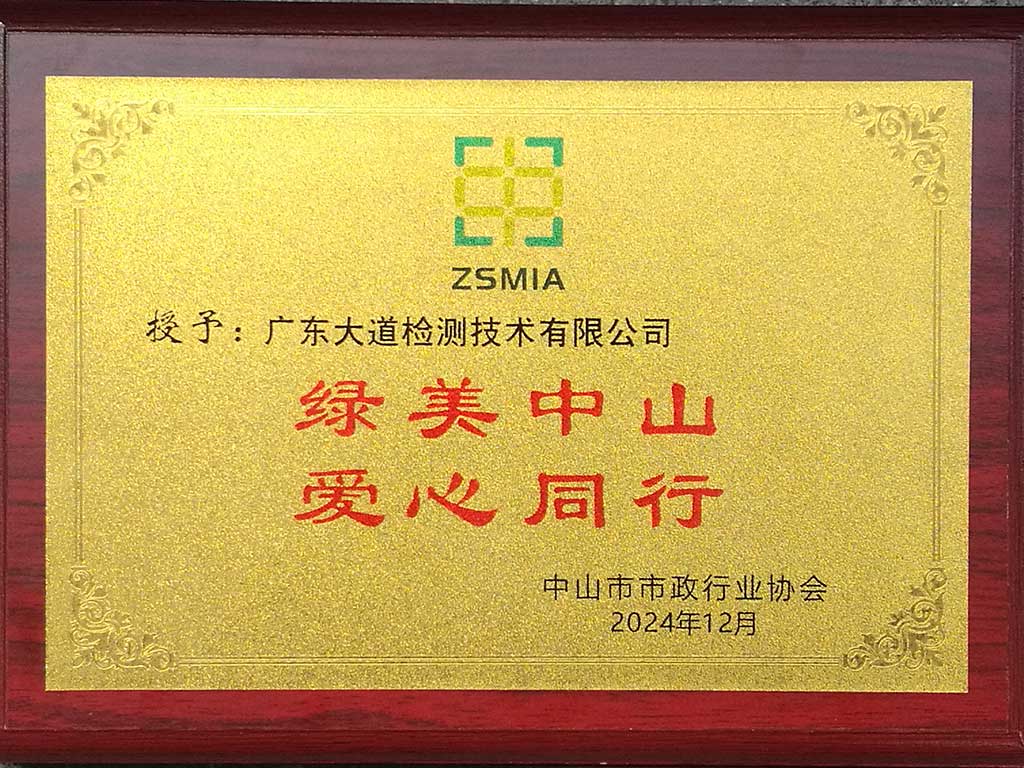 ZSMIA
授予：广东大道检测技术有限公司
绿美中山
爱心同行
中山市市政行业协会
2024年12月